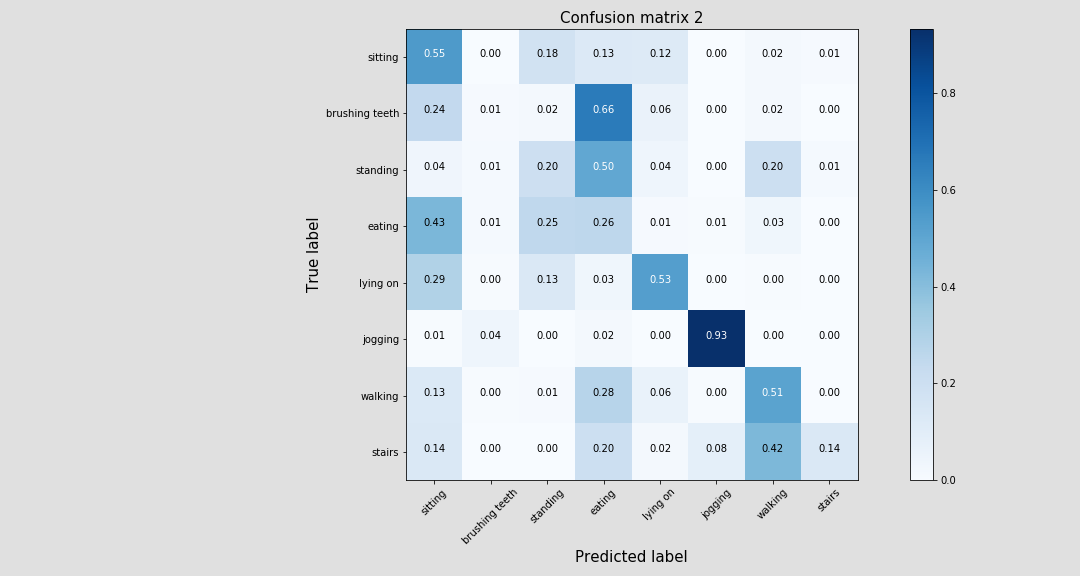 Confusion matrix 2
True label
sitting 0.55 0.00 0.18 0.13 0.12 0.00 0.02 0.01
brushing teeth 0.24 0.01 0.02 0.66 0.06 0.00 0.02 0.00
standing 0.04 0.01 0.20 0.50 0.04 0.00 0.20 0.01
eating 0.43 0.01 0.25 0.26 0.01 0.01 0.03 0.00
lying on 0.29 0.00 0.13 0.03 0.53 0.00 0.00 0.00
jogging 0.01 0.04 0.00 0.02 0.00 0.93 0.00 0.00
walking 0.13 0.00 0.01 0.28 0.06 0.00 0.51 0.00
stairs 0.14 0.00 0.00 0.20 0.02 0.08 0.42 0.14
sitting brushing teeth standing eating lying on jogging walking stairs
Predicted label
0.8
0.6
0.4
0.2
0.0